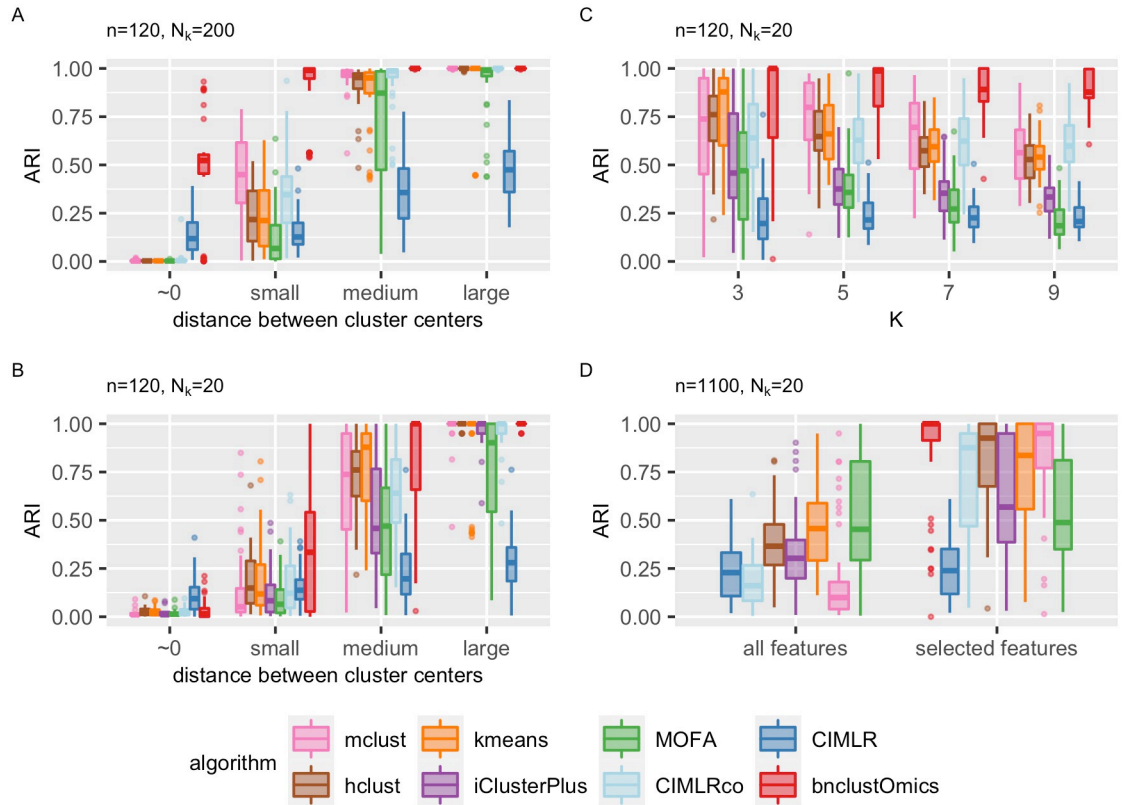 A
n=120, Nk=200
1.00
0.75
0.50
0.25
0.00
ARI
~0 small medium large
distance between cluster centers
C
n=120, Nk=20
1.00
0.75
0.50
0.25
0.00
ARI
3 5 7 9
K
B
n=120, Nk=20
1.00
0.75
0.50
0.25
0.00
ARI
~0 small medium large
distance between cluster centers
D
n=1100, Nk=20
1.00
0.75
0.50
0.25
0.00
ARI
all features selected features
algorithm
mclust kmeans MOFA CIMLR
hclust iClusterPlus CIMLRco bnclustOmics